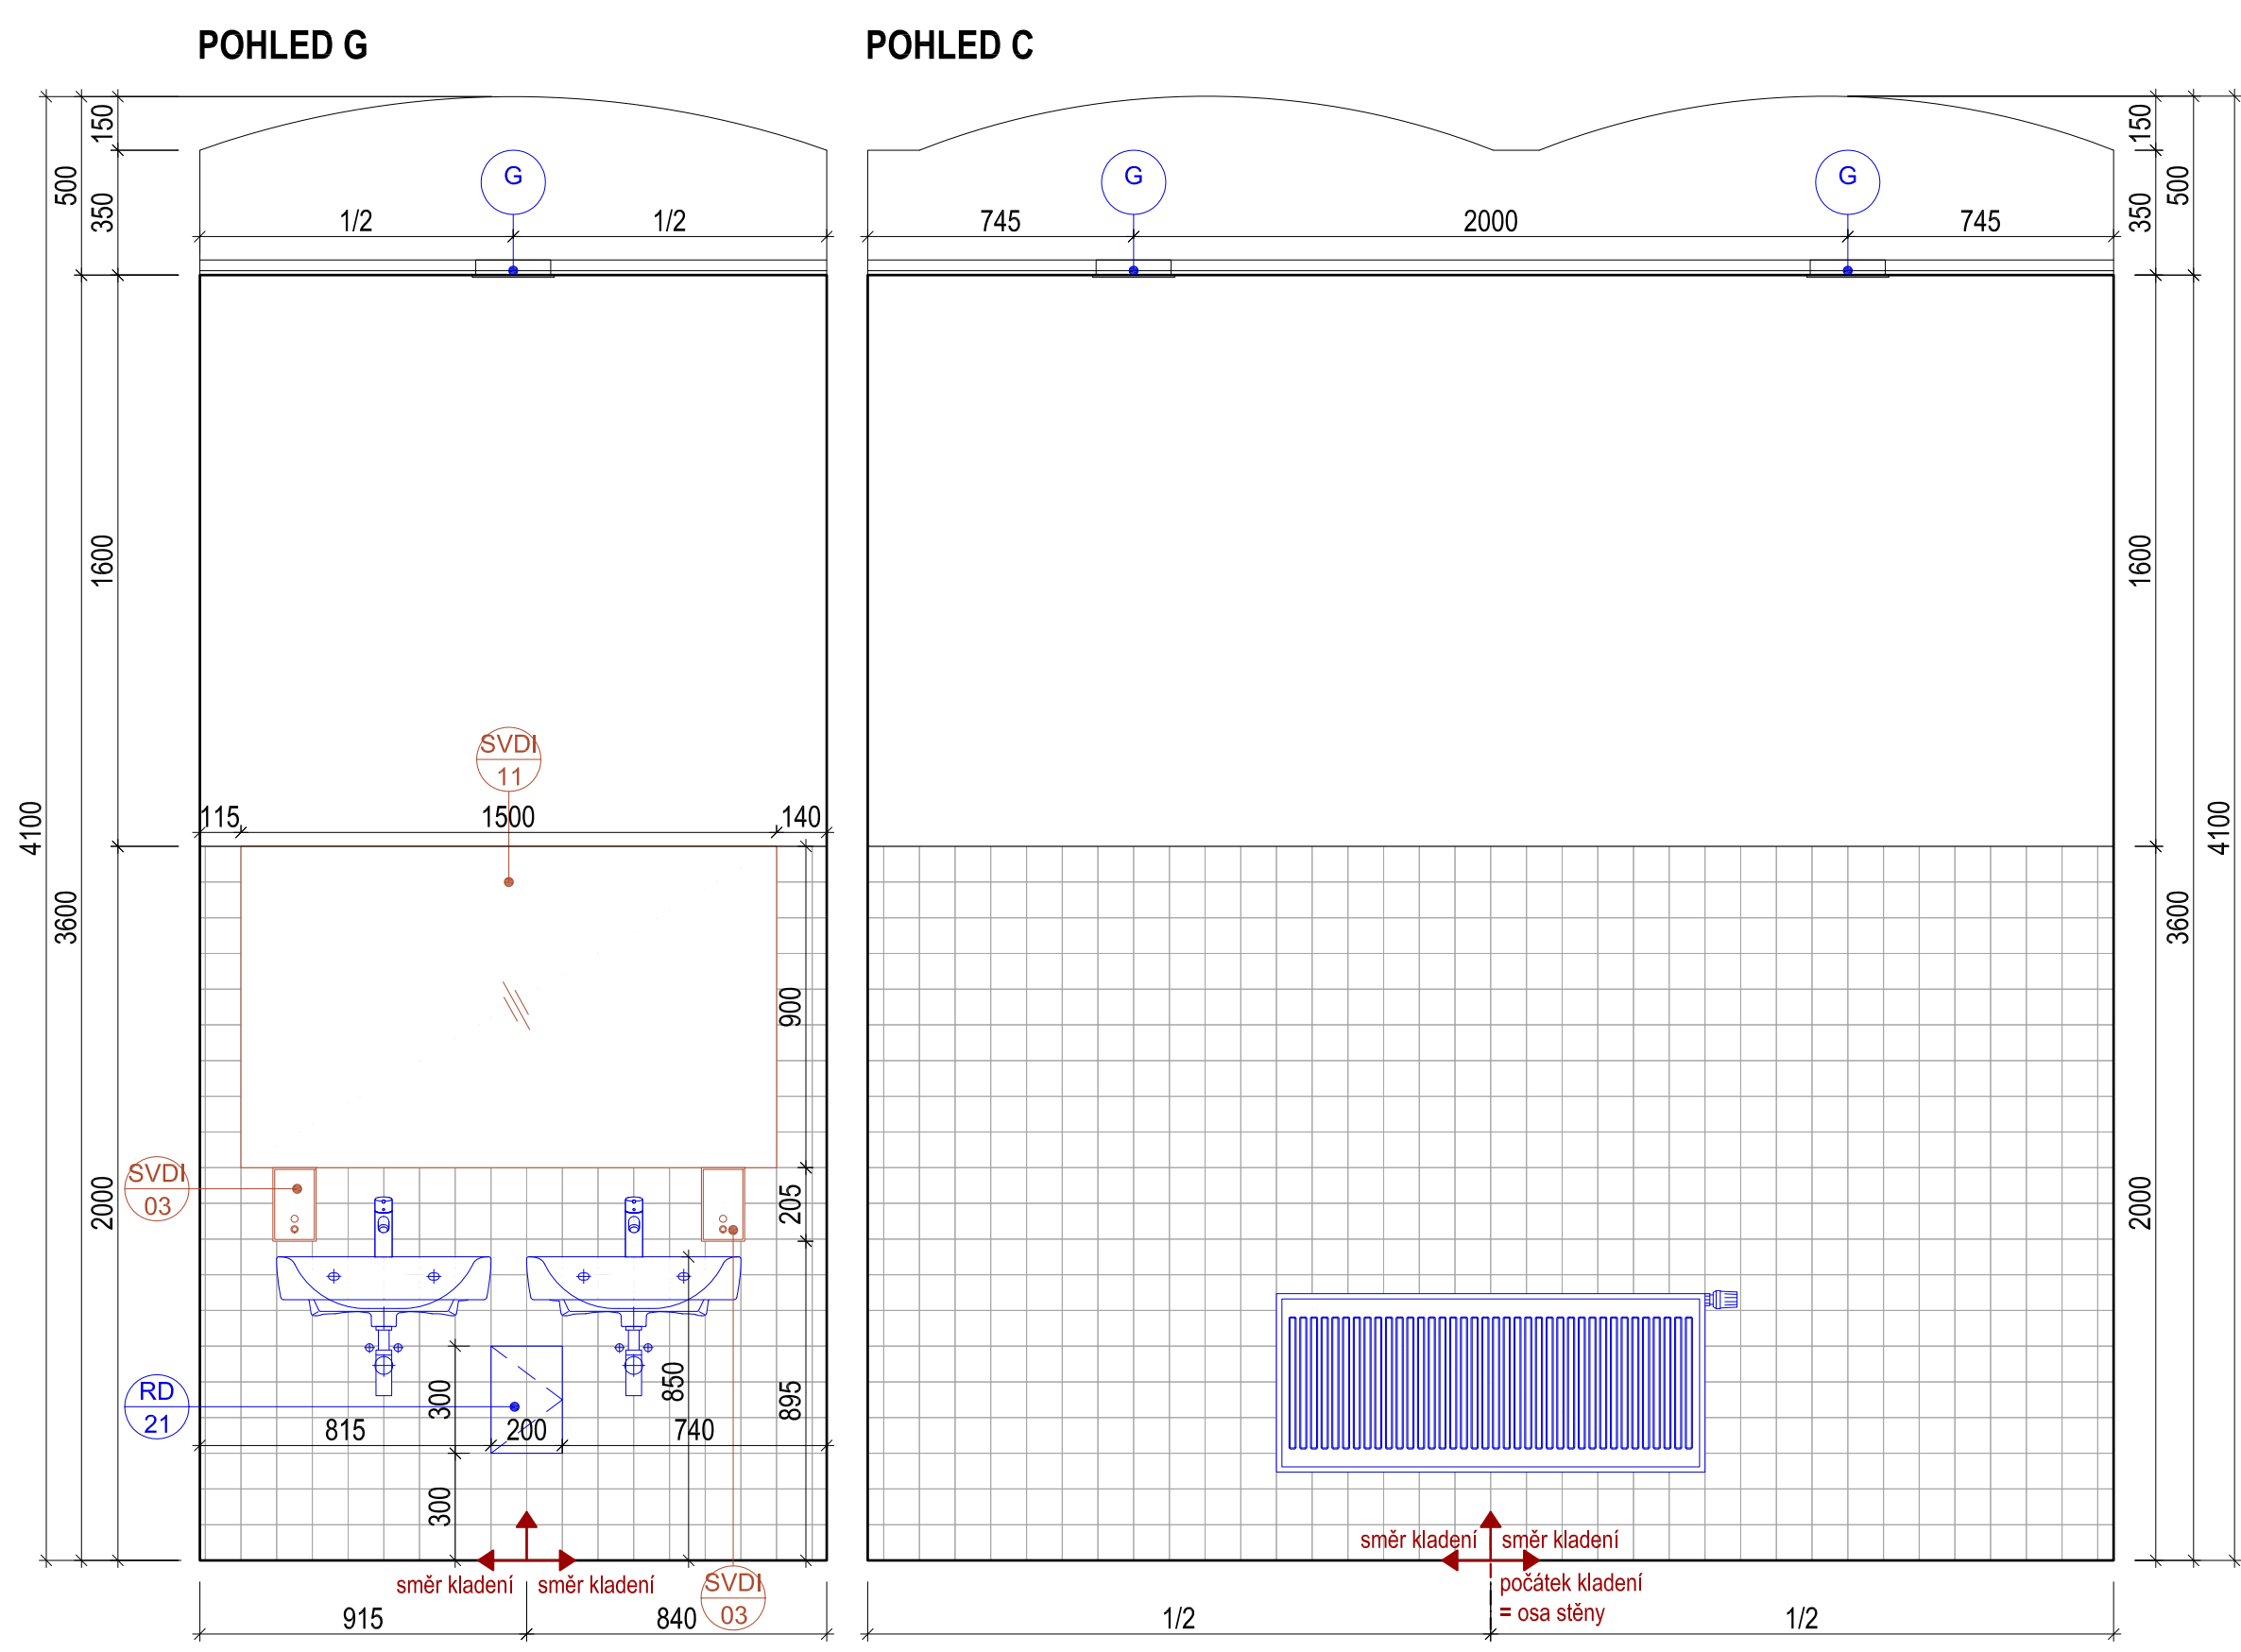 POHLED G
POHLED C
150
500
350
1/2
1/2
G
745
2000
745
G
G
150
350
500
1600
1600
SVDI
11
115
1500
140
4100
3600
2000
900
205
895
SVDI
03
RD
21
815
300
200
850
740
300
směr kladení
směr kladení
SVDI
03
915
840
4100
3600
2000
směr kladení
směr kladení
počátek kladení
= osa stěny
1/2
1/2